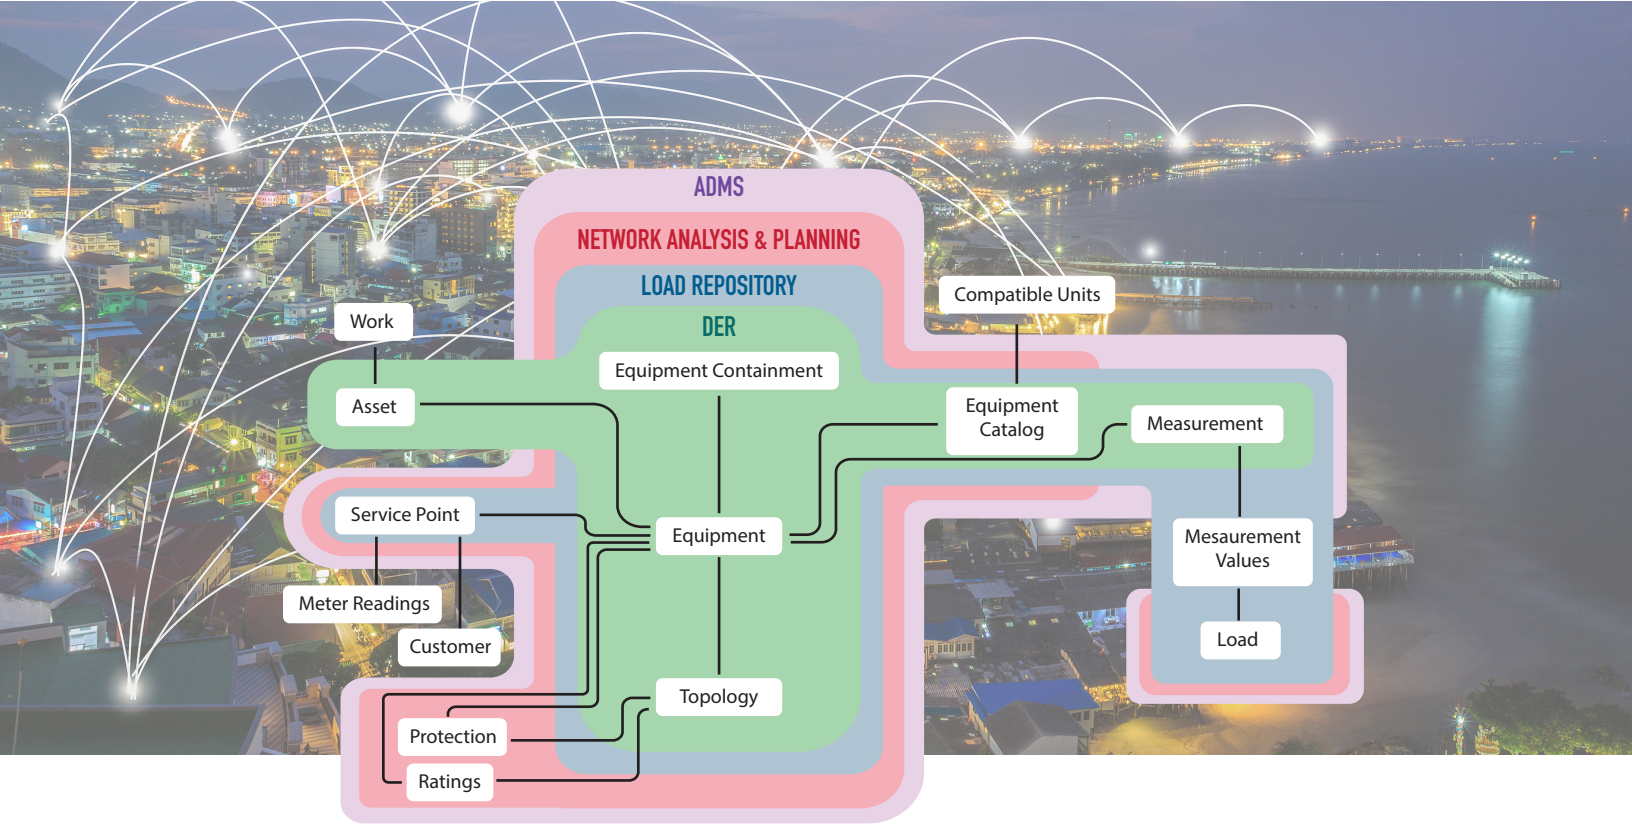 ADMS
NETWORK ANALYSIS & PLANNING
LOAD REPOSITORY
DER
Compatible Units
Work
Equipment Containment
Asset
Equipment
Catalog
Measurement
Service Point
Equipment
Mesaurement
Values
Meter Readings
Customer
Load
Topology
Protection
Ratings